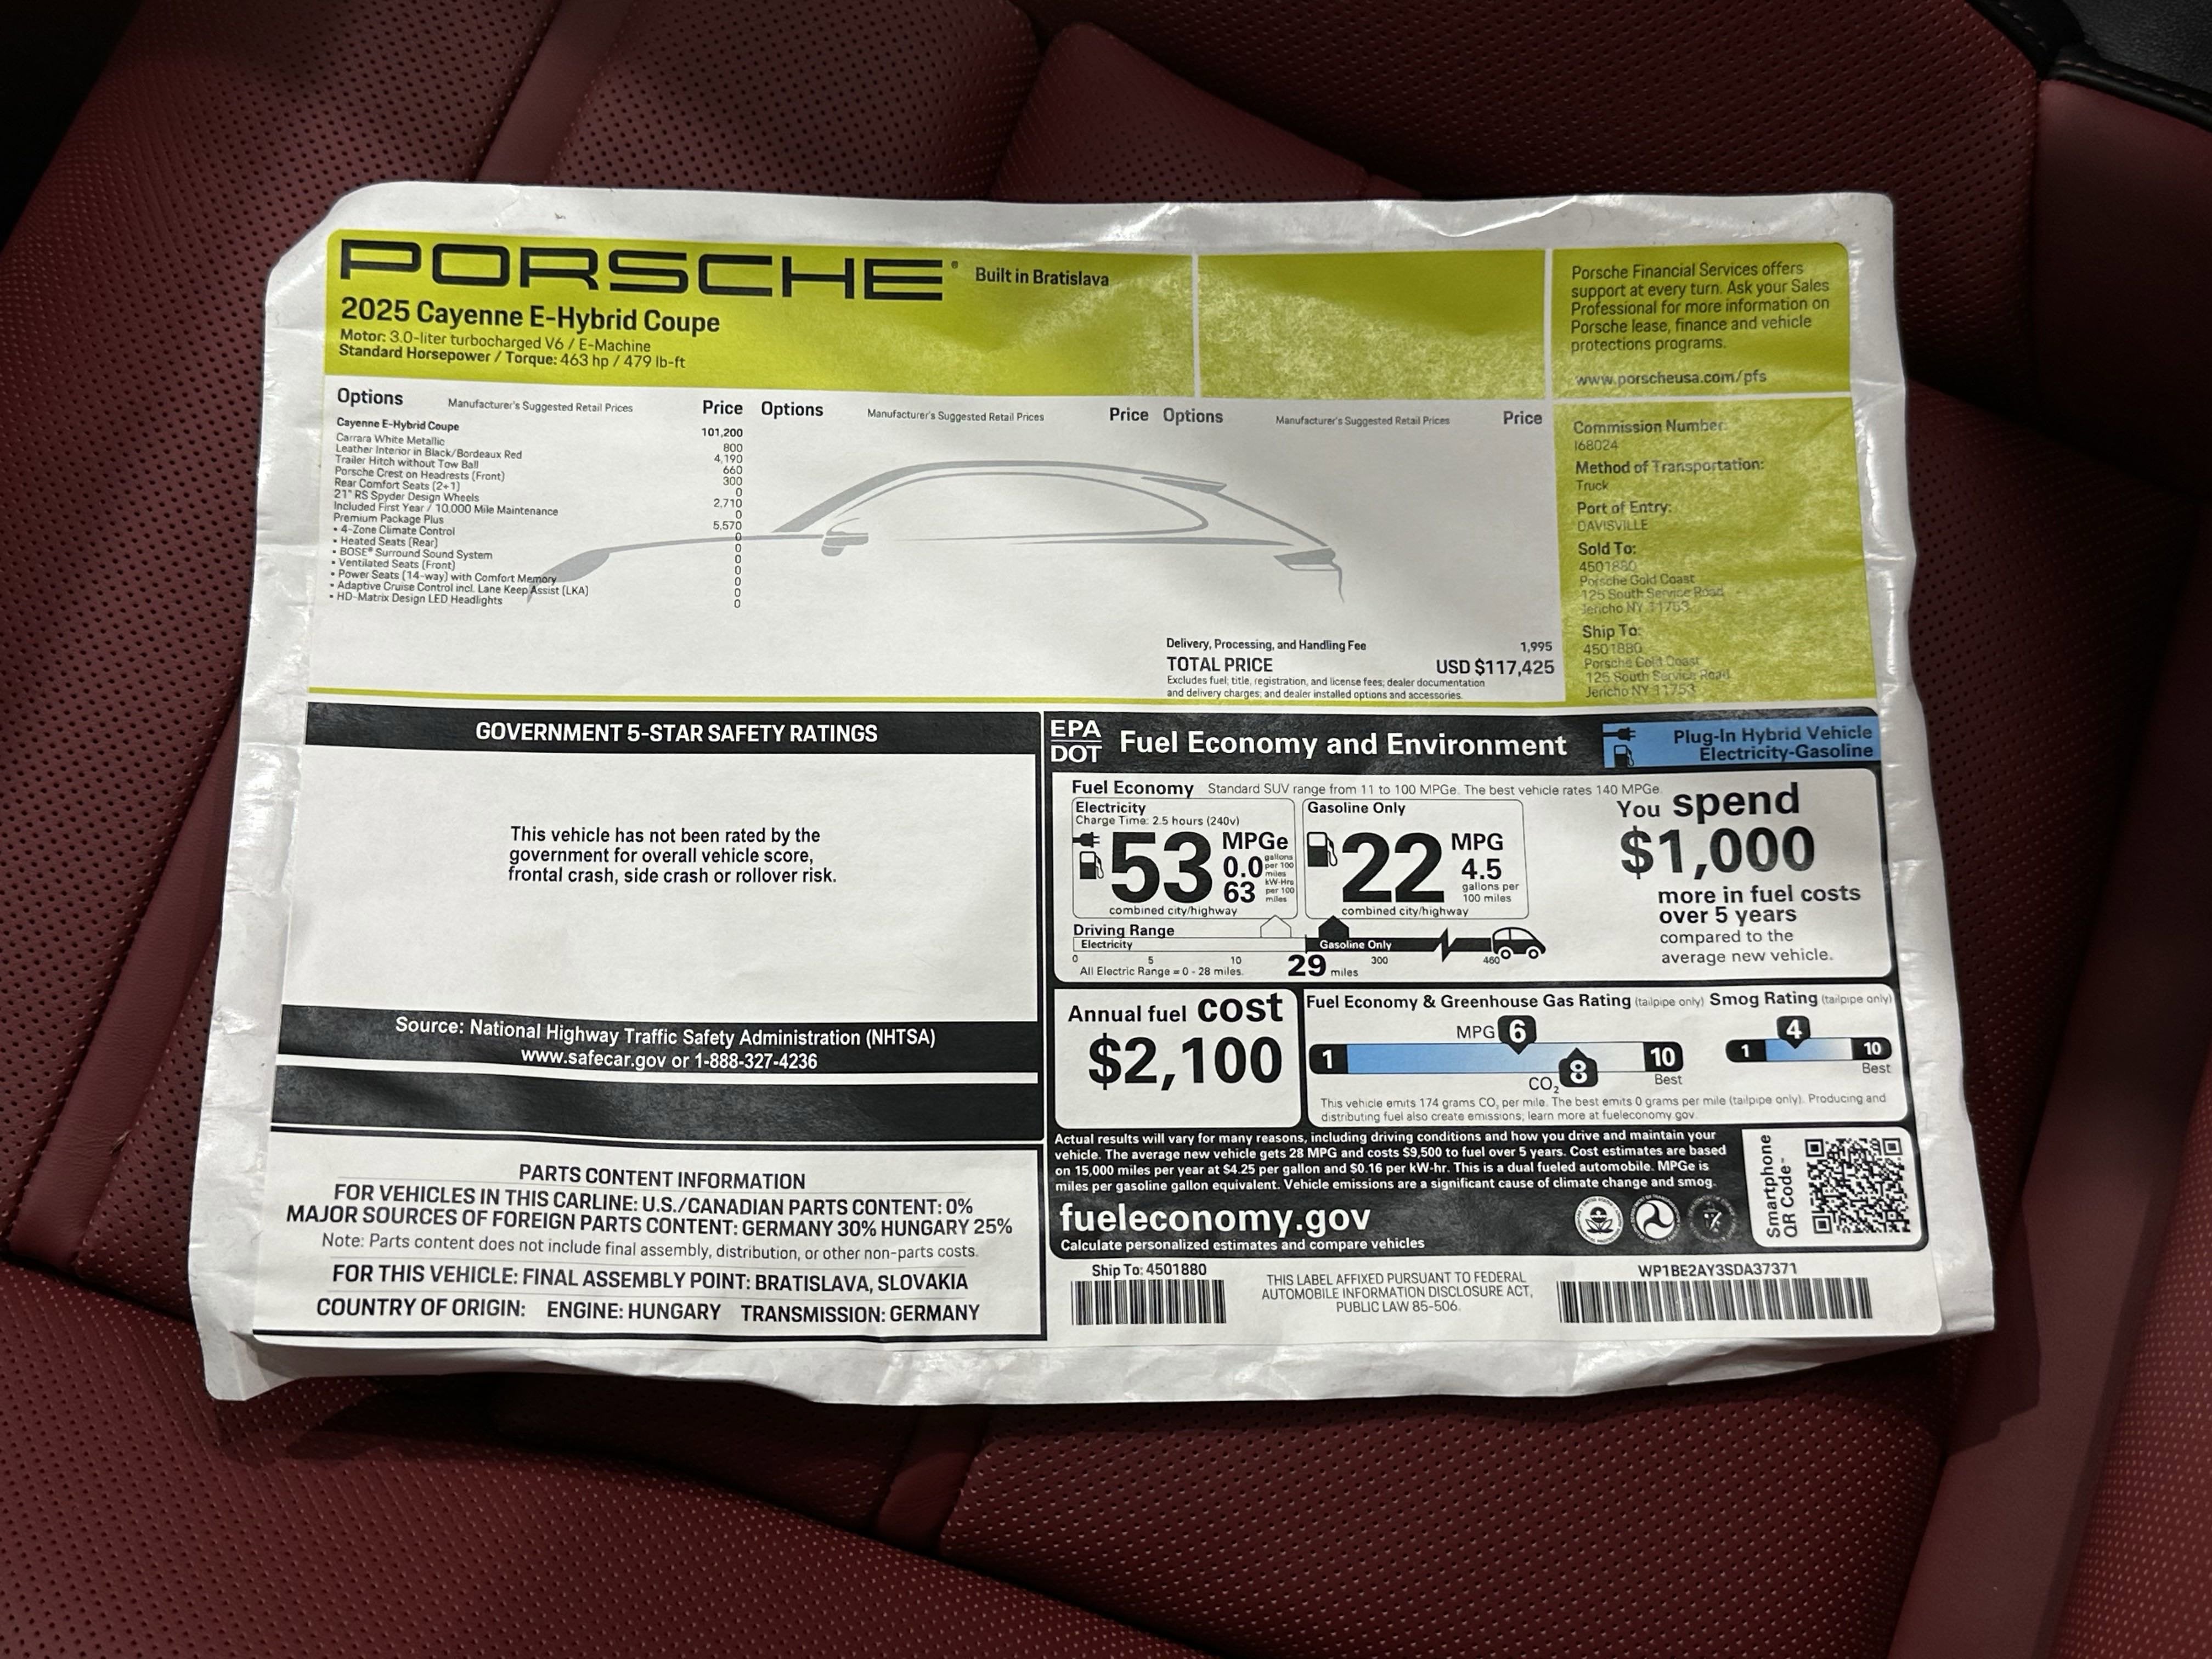 PORSCHE® Built in Bratislava
2025 Cayenne E-Hybrid Coupe
Motor: 3.0-liter turbocharged V6 / E-Machine
Standard Horsepower / Torque: 463 hp / 479 lb-ft
Porsche Financial Services offers
support at every turn. Ask your Sales
Professional for more information on
Porsche lease, finance and vehicle
protections programs.
www.porscheusa.com/pfs
Options Manufacturer's Suggested Retail Prices Price Options Manufacturer's Suggested Retail Prices Price Options Manufacturer's Suggested Retail Prices Price
Cayenne E-Hybrid Coupe 101,200
Carrara White Metallic 800
Leather Interior in Black/Bordeaux Red 4,190
Trailer Hitch without Tow Ball 660
Porsche Crest on Headrests (Front) 300
Rear Comfort Seats (2+1) 0
21" RS Spyder Design Wheels 2,710
Included First Year / 10,000 Mile Maintenance 0
Premium Package Plus 5,570
• 4-Zone Climate Control 0
• Heated Seats (Rear) 0
• BOSE® Surround Sound System 0
• Ventilated Seats (Front) 0
• Power Seats (14-way) with Comfort Memory 0
• Adaptive Cruise Control incl. Lane Keep Assist (LKA) 0
• HD-Matrix Design LED Headlights 0
Delivery, Processing, and Handling Fee 1,995
TOTAL PRICE USD $117,425
Excludes fuel, title, registration, and license fees; dealer documentation
and delivery charges; and dealer installed options and accessories.
Commission Number:
I68024
Method of Transportation:
Truck
Port of Entry:
DAVISVILLE
Sold To:
4501880
Porsche Gold Coast
125 South Service Road
Jericho NY 11753
Ship To:
4501880
Porsche Gold Coast
125 South Service Road
Jericho NY 11753
GOVERNMENT 5-STAR SAFETY RATINGS
This vehicle has not been rated by the
government for overall vehicle score,
frontal crash, side crash or rollover risk.
Source: National Highway Traffic Safety Administration (NHTSA)
www.safecar.gov or 1-888-327-4236
PARTS CONTENT INFORMATION
FOR VEHICLES IN THIS CARLINE: U.S./CANADIAN PARTS CONTENT: 0%
MAJOR SOURCES OF FOREIGN PARTS CONTENT: GERMANY 30% HUNGARY 25%
Note: Parts content does not include final assembly, distribution, or other non-parts costs.
FOR THIS VEHICLE: FINAL ASSEMBLY POINT: BRATISLAVA, SLOVAKIA
COUNTRY OF ORIGIN: ENGINE: HUNGARY TRANSMISSION: GERMANY
EPA
DOT
Fuel Economy and Environment
Plug-In Hybrid Vehicle
Electricity-Gasoline
Fuel Economy Standard SUV range from 11 to 100 MPGe. The best vehicle rates 140 MPGe.
Electricity
Charge Time: 2.5 hours (240v)
53 MPGe
0.0 gallons per 100 miles
63 kW-Hrs per 100 miles
combined city/highway
Gasoline Only
22 MPG
4.5
gallons per
100 miles
combined city/highway
You spend
$1,000
more in fuel costs
over 5 years
compared to the
average new vehicle.
Driving Range
Electricity Gasoline Only
0 5 10 29 miles 300 460
All Electric Range = 0 - 28 miles.
Annual fuel cost
$2,100
Fuel Economy & Greenhouse Gas Rating (tailpipe only) Smog Rating (tailpipe only)
MPG 6 4
1 10 1 10
CO2 8 Best Best
This vehicle emits 174 grams CO2 per mile. The best emits 0 grams per mile (tailpipe only). Producing and
distributing fuel also create emissions; learn more at fueleconomy.gov.
Actual results will vary for many reasons, including driving conditions and how you drive and maintain your
vehicle. The average new vehicle gets 28 MPG and costs $9,500 to fuel over 5 years. Cost estimates are based
on 15,000 miles per year at $4.25 per gallon and $0.16 per kW-hr. This is a dual fueled automobile. MPGe is
miles per gasoline gallon equivalent. Vehicle emissions are a significant cause of climate change and smog.
fueleconomy.gov
Calculate personalized estimates and compare vehicles
Smartphone
QR Code™
Ship To: 4501880
THIS LABEL AFFIXED PURSUANT TO FEDERAL
AUTOMOBILE INFORMATION DISCLOSURE ACT,
PUBLIC LAW 85-506.
WP1BE2AY3SDA37371